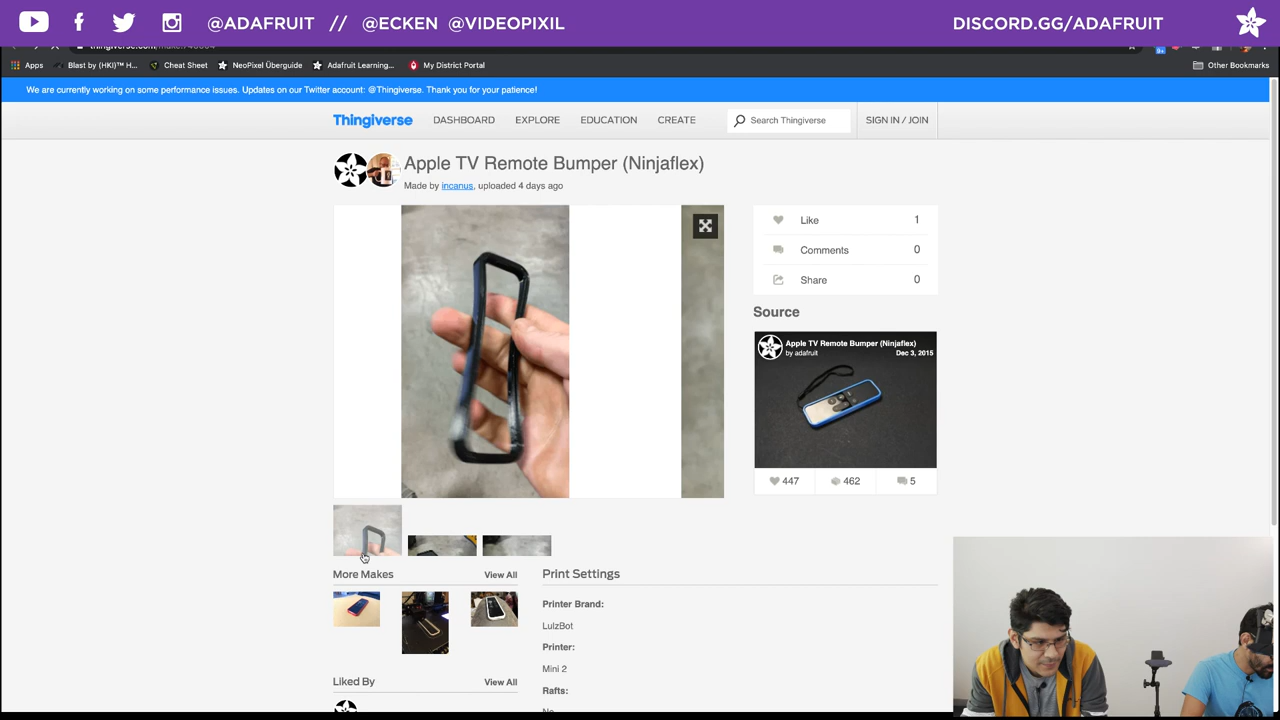 @ADAFRUIT // @ECKEN @VIDEOPIXIL
DISCORD.GG/ADAFRUIT
Apps
Blast by (HKI)™ H...
Cheat Sheet
NeoPixel Überguide
Adafruit Learning...
My District Portal
Other Bookmarks
We are currently working on some performance issues. Updates on our Twitter account: @Thingiverse. Thank you for your patience!
Thingiverse
DASHBOARD
EXPLORE
EDUCATION
CREATE
Search Thingiverse
SIGN IN / JOIN
Apple TV Remote Bumper (Ninjaflex)
Made by incanus, uploaded 4 days ago
Like 1
Comments 0
Share 0
Source
Apple TV Remote Bumper (Ninjaflex)
by adafruit
Dec 3, 2015
447
462
5
More Makes
View All
Print Settings
Printer Brand:
LulzBot
Printer:
Mini 2
Rafts:
Liked By
View All